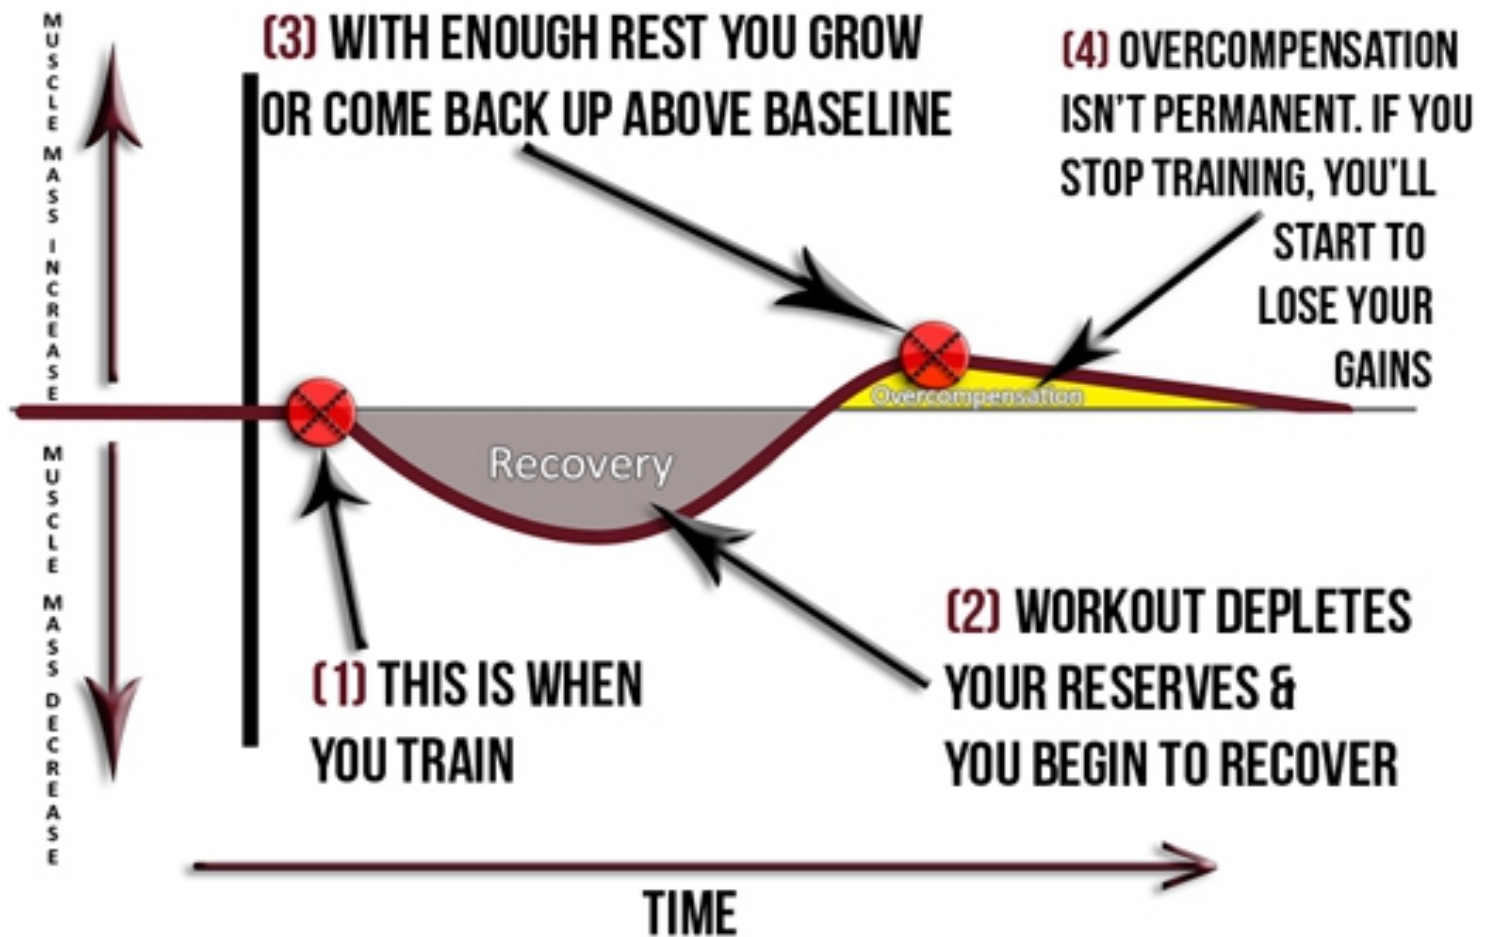 MUSCLE MASS INCREASE
MUSCLE MASS DECREASE
(3) WITH ENOUGH REST YOU GROW
OR COME BACK UP ABOVE BASELINE
(4) OVERCOMPENSATION
ISN'T PERMANENT. IF YOU
STOP TRAINING, YOU'LL
START TO
LOSE YOUR
GAINS
Overcompensation
Recovery
(1) THIS IS WHEN
YOU TRAIN
(2) WORKOUT DEPLETES
YOUR RESERVES &
YOU BEGIN TO RECOVER
TIME